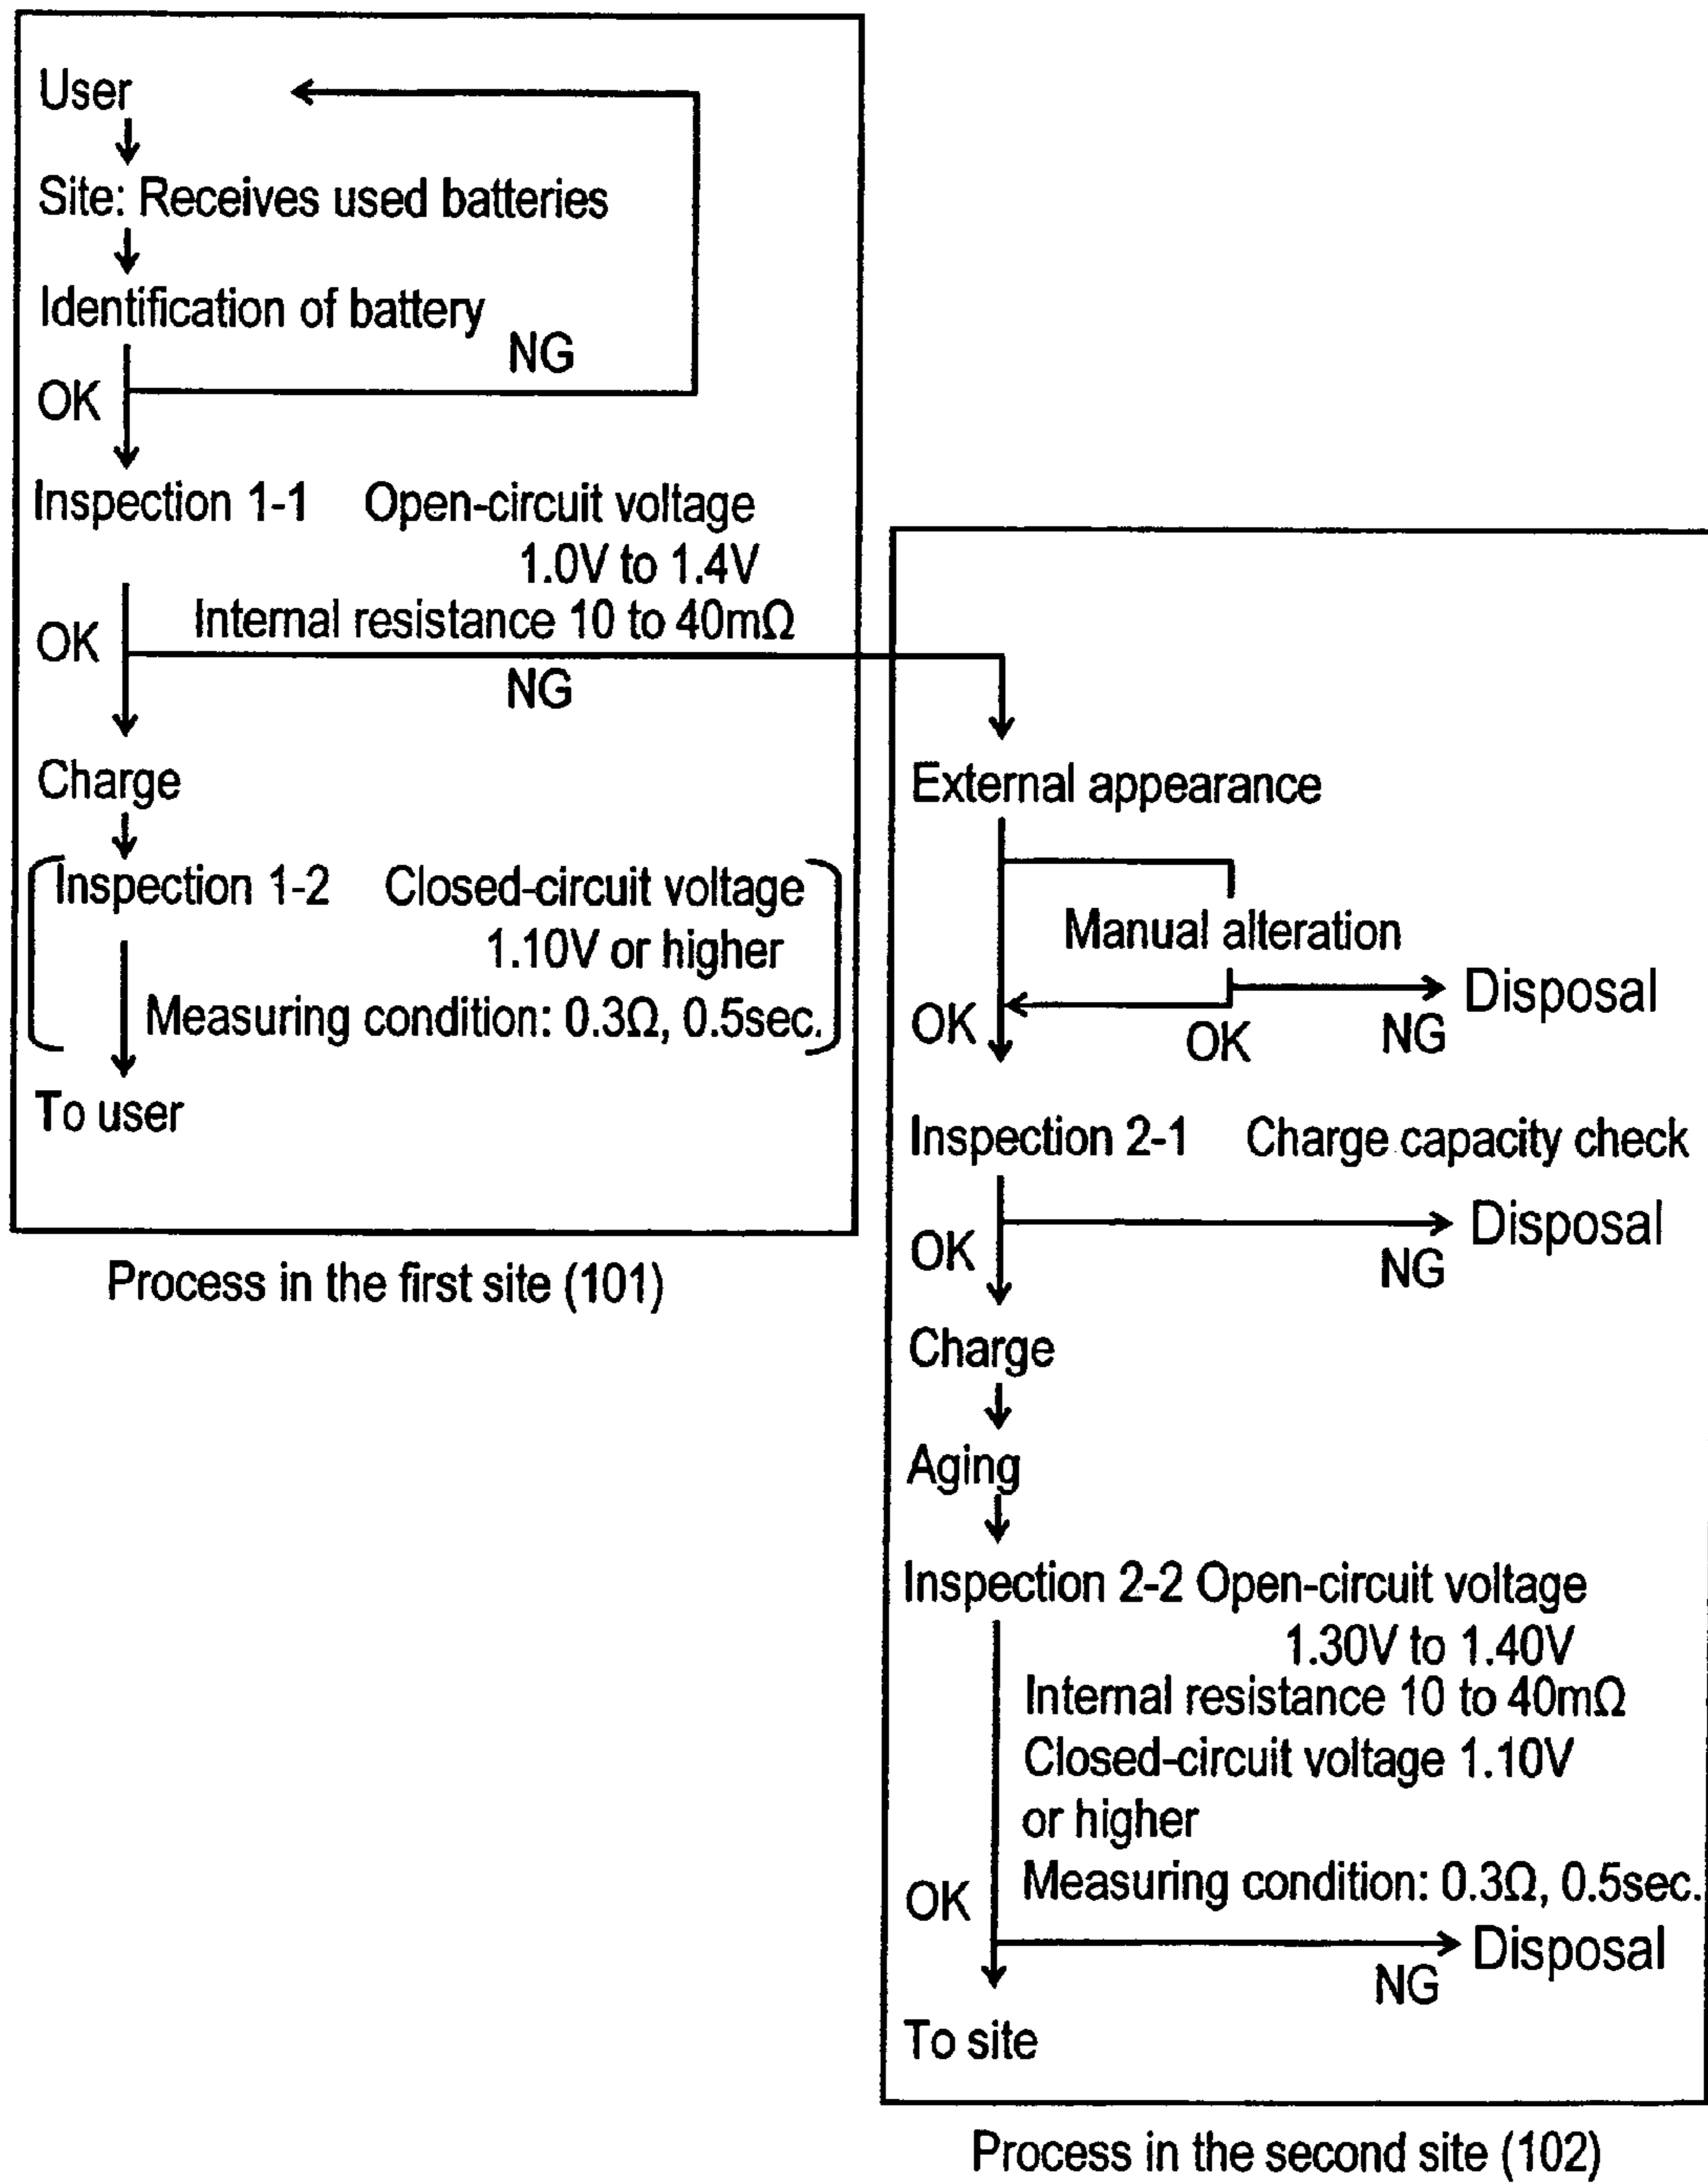 User
Site: Receives used batteries
Identification of battery
NG
OK
Inspection 1-1 Open-circuit voltage
1.0V to 1.4V
Internal resistance 10 to 40mΩ
OK
NG
Charge
Inspection 1-2 Closed-circuit voltage
1.10V or higher
Measuring condition: 0.3Ω, 0.5sec.
To user
Process in the first site (101)
External appearance
Manual alteration
Disposal
OK
OK
NG
Inspection 2-1 Charge capacity check
Disposal
OK
NG
Charge
Aging
Inspection 2-2 Open-circuit voltage
1.30V to 1.40V
Internal resistance 10 to 40mΩ
Closed-circuit voltage 1.10V
or higher
Measuring condition: 0.3Ω, 0.5sec.
OK
Disposal
NG
To site
Process in the second site (102)